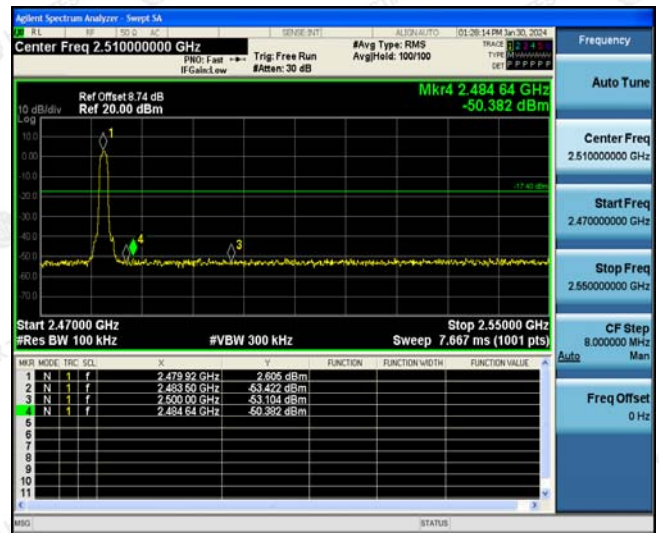 Agilent Spectrum Analyzer - Swept SA
RL RF 50 Ω AC SENSE:INT ALIGN AUTO 01:28:14 PM Jan 30, 2024
Center Freq 2.510000000 GHz
PNO: Fast
IFGain:Low
Trig: Free Run
#Atten: 30 dB
#Avg Type: RMS
Avg|Hold: 100/100
TRACE 1 2 3 4 5 6
TYPE M
DET P P P P P P
Ref Offset 8.74 dB
10 dB/div Ref 20.00 dBm
Log
Mkr4 2.484 64 GHz
-50.382 dBm
10.0
0.00
-10.0
-20.0
-30.0
-40.0
-50.0
-60.0
-70.0
1
4
3
-17.40 dBm
Start 2.47000 GHz
Stop 2.55000 GHz
#Res BW 100 kHz #VBW 300 kHz Sweep 7.667 ms (1001 pts)
MKR MODE TRC SCL X Y FUNCTION FUNCTION WIDTH FUNCTION VALUE
1 N 1 f 2.479 92 GHz 2.605 dBm
2 N 1 f 2.483 50 GHz -53.422 dBm
3 N 1 f 2.500 00 GHz -53.104 dBm
4 N 1 f 2.484 64 GHz -50.382 dBm
5
6
7
8
9
10
11
MSG STATUS
Frequency
Auto Tune
Center Freq
2.510000000 GHz
Start Freq
2.470000000 GHz
Stop Freq
2.550000000 GHz
CF Step
8.000000 MHz
Auto Man
Freq Offset
0 Hz